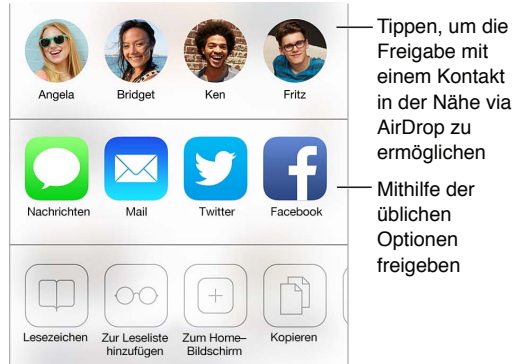 Angela Bridget Ken Fritz
Tippen, um die
Freigabe mit
einem Kontakt
in der Nähe via
AirDrop zu
ermöglichen
Nachrichten Mail Twitter Facebook
Mithilfe der
üblichen
Optionen
freigeben
Lesezeichen Zur Leseliste Zum Home– Kopieren
hinzufügen Bildschirm